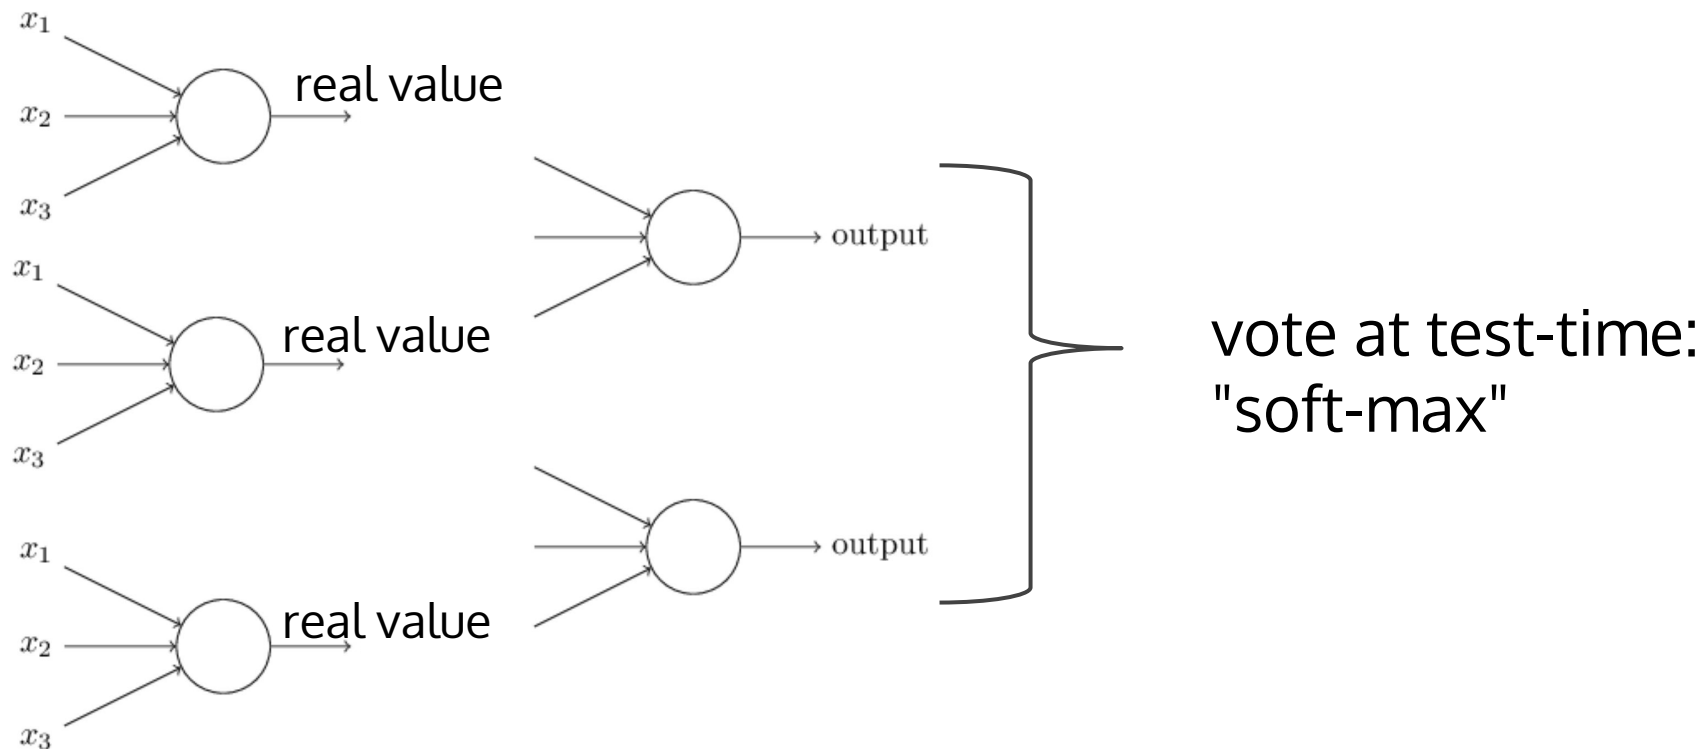 x₁
x₂
x₃
real value
x₁
x₂
x₃
real value
x₁
x₂
x₃
real value
output
output
vote at test-time:
"soft-max"